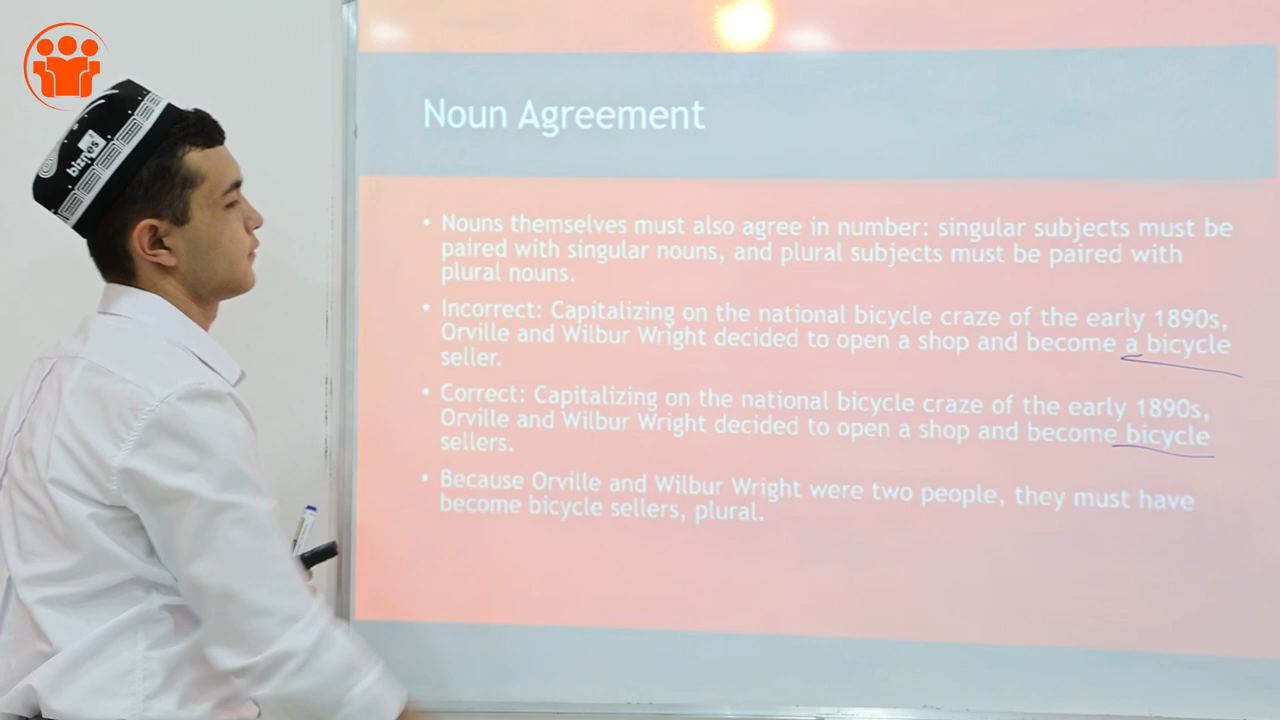 biznes²
Noun Agreement
• Nouns themselves must also agree in number: singular subjects must be
paired with singular nouns, and plural subjects must be paired with
plural nouns.
• Incorrect: Capitalizing on the national bicycle craze of the early 1890s,
Orville and Wilbur Wright decided to open a shop and become a bicycle
seller.
• Correct: Capitalizing on the national bicycle craze of the early 1890s,
Orville and Wilbur Wright decided to open a shop and become bicycle
sellers.
• Because Orville and Wilbur Wright were two people, they must have
become bicycle sellers, plural.